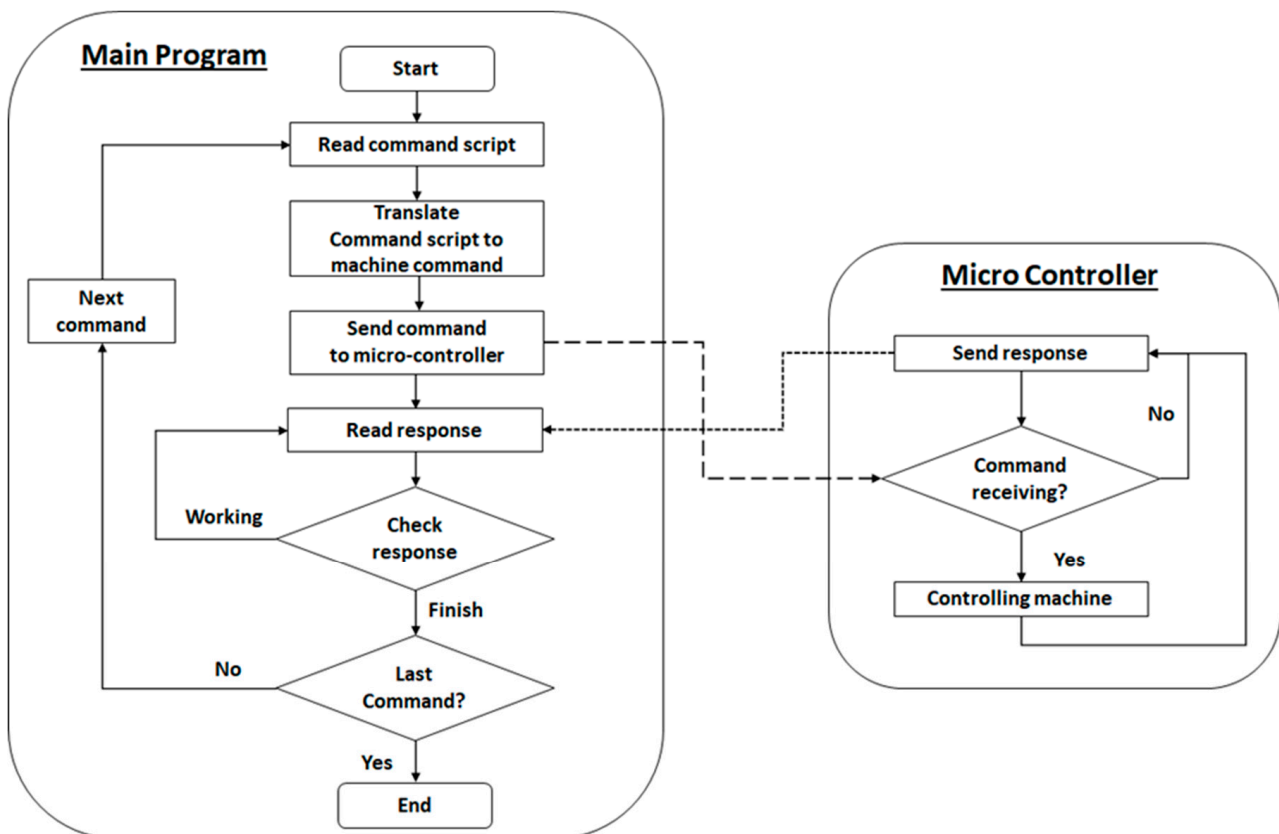 Main Program
Start
Read command script
Translate
Command script to
machine command
Next
command
Send command
to micro-controller
Read response
Working
Check
response
Finish
No
Last
Command?
Yes
End
Micro Controller
Send response
No
Command
receiving?
Yes
Controlling machine